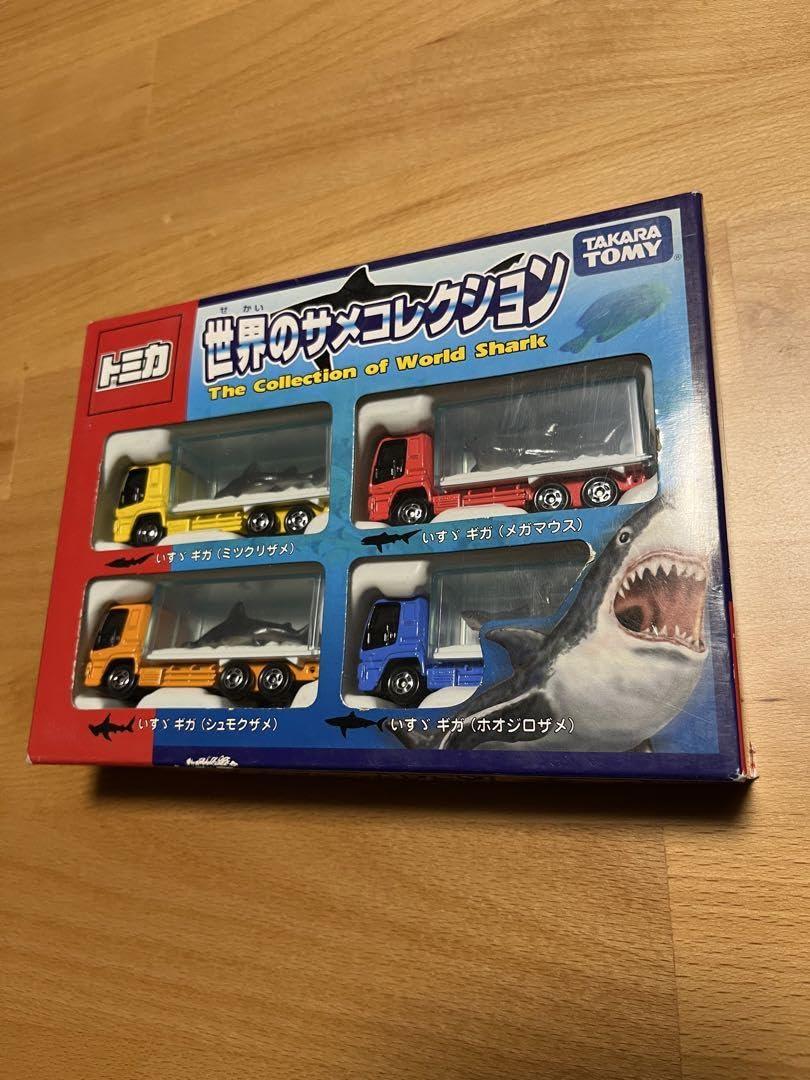 TAKARA
TOMY
®
トミカ
せかい
世界のサメコレクション
The Collection of World Shark
いすゞ ギガ (ミツクリザメ)
いすゞ ギガ (メガマウス)
いすゞ ギガ (シュモクザメ)
いすゞ ギガ (ホオジロザメ)